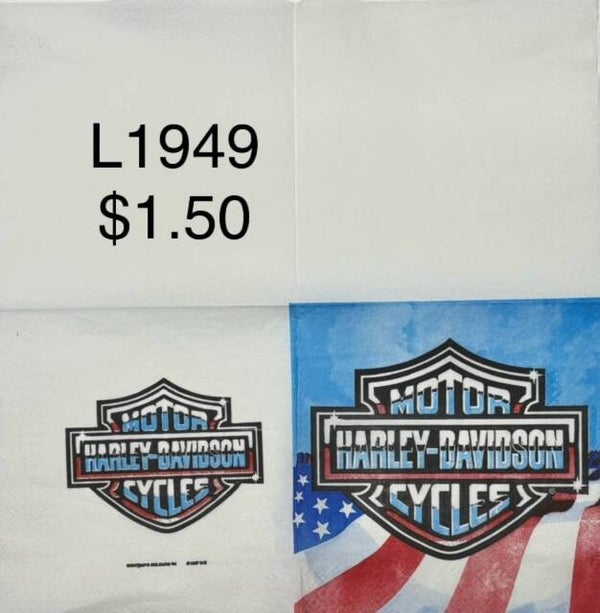 L1949
$1.50
MOTOR
HARLEY-DAVIDSON
CYCLES
MOTOR
HARLEY-DAVIDSON
CYCLES
®